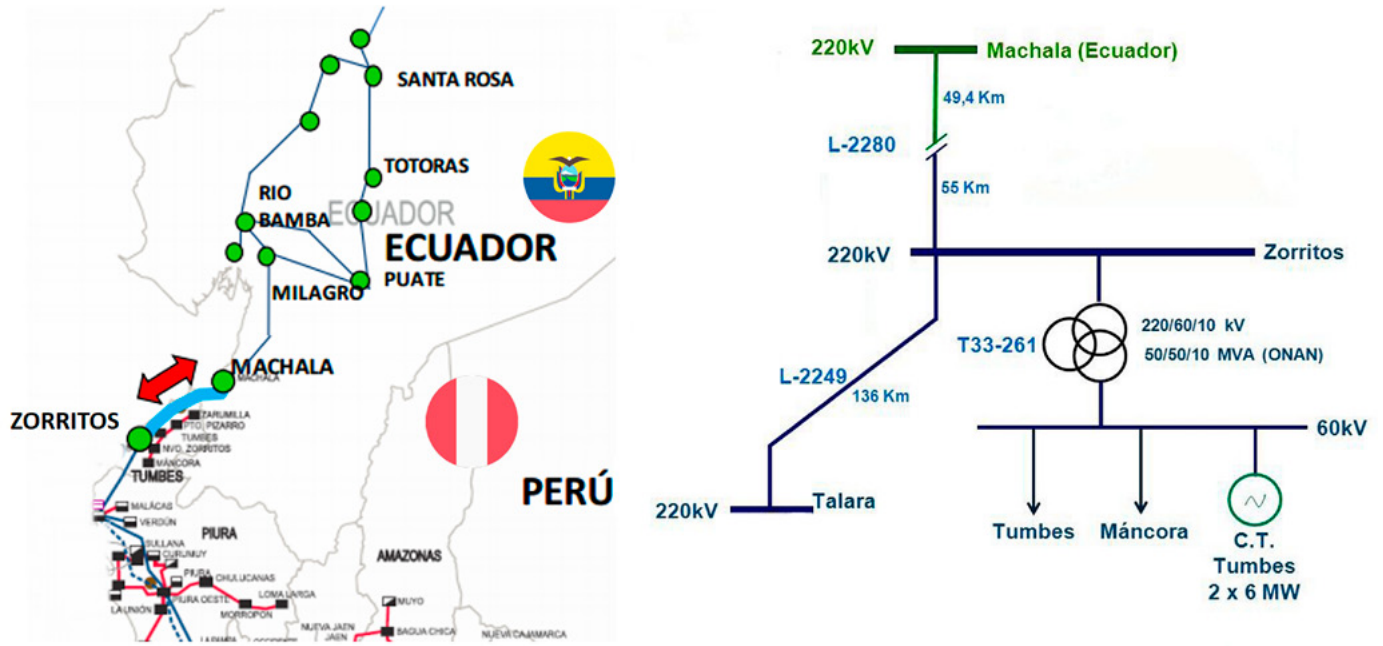 SANTA ROSA
TOTORAS
RIO
BAMBA
ECUADOR
ECUADOR
PUATE
MILAGRO
MACHALA
MACHALA
ZORRITOS
ZARUMILLA
PTO. PIZARRO
TUMBES
NVO. ZORRITOS
MÁNCORA
TUMBES
MALACAS
VERDÚN
PIURA
SULLANA
CURUMUY
PIURA
CHULUCANAS
PIURA OESTE
LOMA LARGA
LA UNIÓN
MORROPON
PERÚ
AMAZONAS
MUYO
NUEVA JAEN
JAEN
BAGUA CHICA
NUEVA CAJAMARCA
220kV
Machala (Ecuador)
49,4 Km
L-2280
55 Km
220kV
Zorritos
T33-261
220/60/10 kV
50/50/10 MVA (ONAN)
L-2249
136 Km
60kV
220kV
Talara
Tumbes
Máncora
C.T.
Tumbes
2 x 6 MW